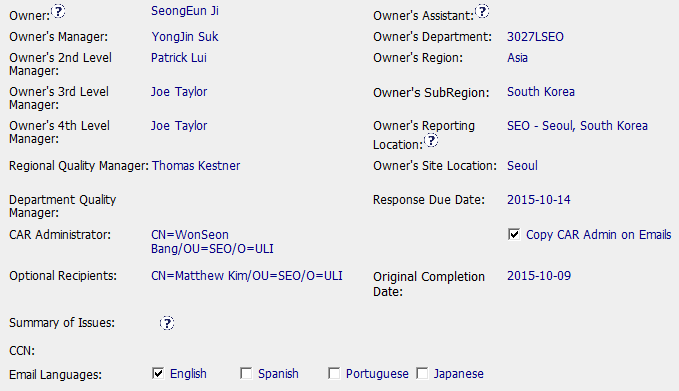 Owner:? SeongEun Ji Owner's Assistant:?
Owner's Manager: YongJin Suk Owner's Department: 3027LSEO
Owner's 2nd Level Manager: Patrick Lui Owner's Region: Asia
Owner's 3rd Level Manager: Joe Taylor Owner's SubRegion: South Korea
Owner's 4th Level Manager: Joe Taylor Owner's Reporting Location:? SEO - Seoul, South Korea
Regional Quality Manager: Thomas Kestner Owner's Site Location: Seoul
Department Quality Manager: Response Due Date: 2015-10-14
CAR Administrator: CN=WonSeon Bang/OU=SEO/O=ULI Copy CAR Admin on Emails
Optional Recipients: CN=Matthew Kim/OU=SEO/O=ULI Original Completion Date: 2015-10-09
Summary of Issues: ?
CCN:
Email Languages: English Spanish Portuguese Japanese